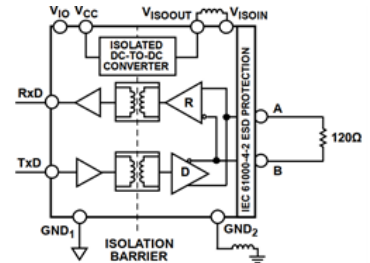 VIO VCC VISOOUT VISOIN
ISOLATED
DC-TO-DC
CONVERTER
RxD
R
A
IEC 61000-4-2 ESD PROTECTION
120Ω
TxD
D
B
GND1
GND2
ISOLATION
BARRIER